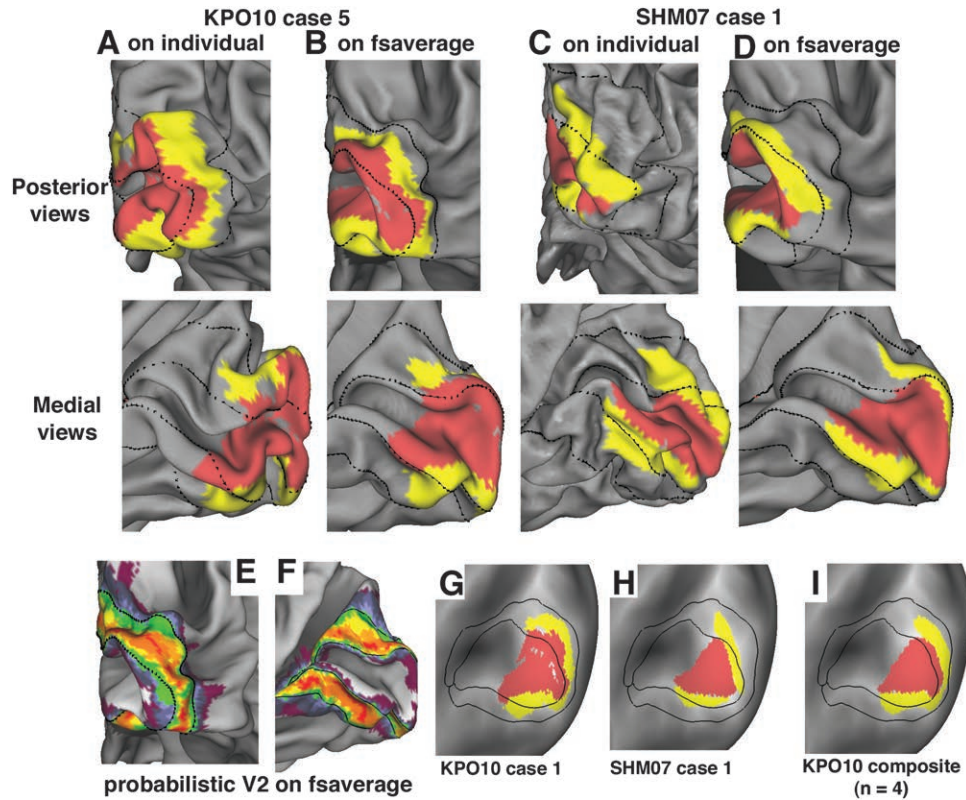 KPO10 case 5
SHM07 case 1
A on individual
B on fsaverage
C on individual
D on fsaverage
Posterior
views
Medial
views
E
F
G
H
I
probabilistic V2 on fsaverage
KPO10 case 1
SHM07 case 1
KPO10 composite
(n = 4)